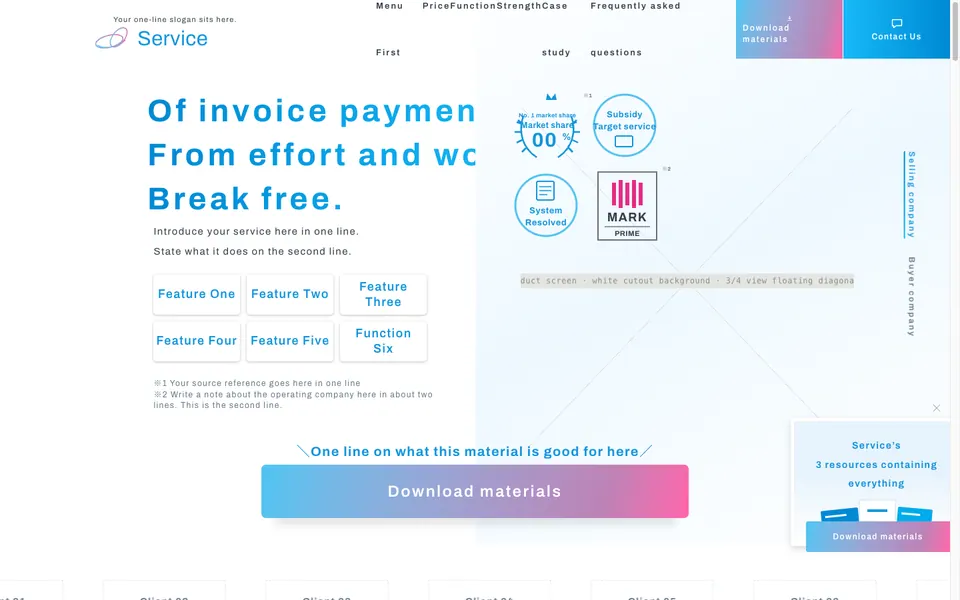 Your one-line slogan sits here.
Service
Menu
First
Price
Function
Strength
Case
study
Frequently asked
questions
Download
materials
Contact Us
Of invoice paymen
From effort and wo
Break free.
Introduce your service here in one line.
State what it does on the second line.
Feature One
Feature Two
Feature
Three
Feature Four
Feature Five
Function
Six
※1 Your source reference goes here in one line
※2 Write a note about the operating company here in about two
lines. This is the second line.
No. 1 market share
Market share
00 %
※1
Subsidy
Target service
System
Resolved
※2
MARK
PRIME
duct screen · white cutout background · 3/4 view floating diagona
Selling company
Buyer company
Service's
3 resources containing
everything
Download materials
＼One line on what this material is good for here／
Download materials
Client 04
Client 05